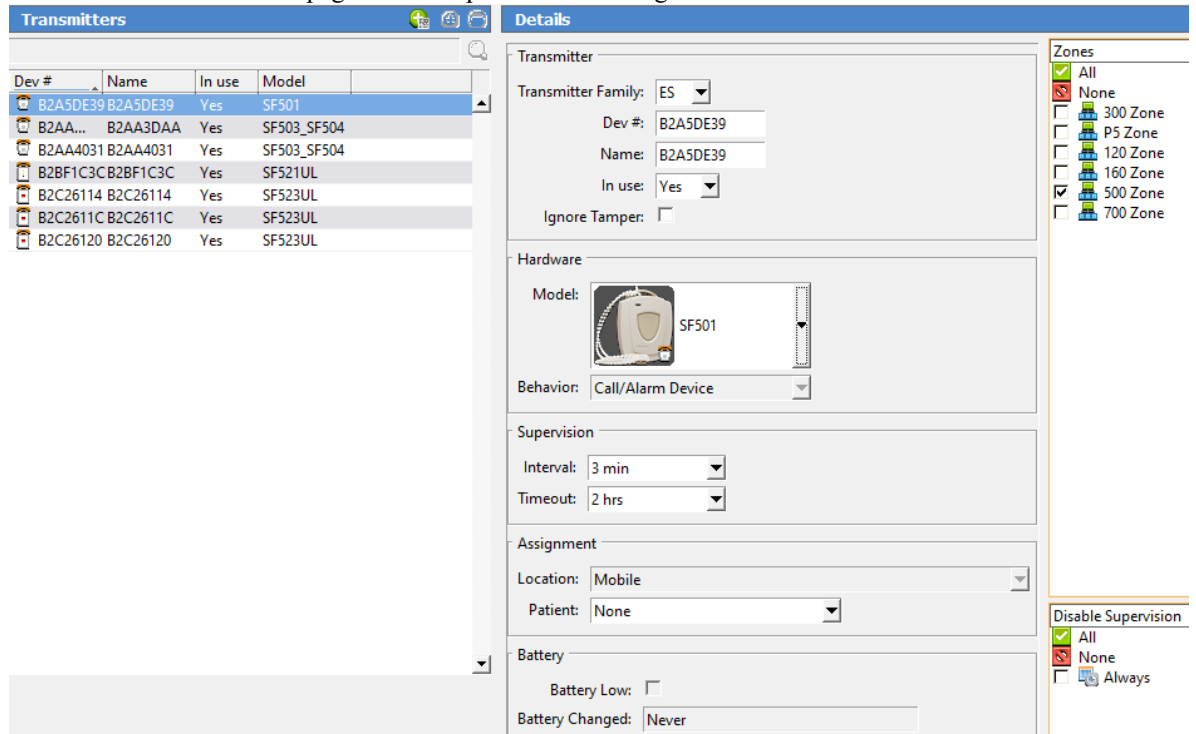 Transmitters
Dev # Name In use Model
B2A5DE39 B2A5DE39 Yes SF501
B2AA... B2AA3DAA Yes SF503_SF504
B2AA4031 B2AA4031 Yes SF503_SF504
B2BF1C3C B2BF1C3C Yes SF521UL
B2C26114 B2C26114 Yes SF523UL
B2C2611C B2C2611C Yes SF523UL
B2C26120 B2C26120 Yes SF523UL
Details
Transmitter
Transmitter Family: ES
Dev #: B2A5DE39
Name: B2A5DE39
In use: Yes
Ignore Tamper:
Hardware
Model: SF501
Behavior: Call/Alarm Device
Supervision
Interval: 3 min
Timeout: 2 hrs
Assignment
Location: Mobile
Patient: None
Battery
Battery Low:
Battery Changed: Never
Zones
All
None
300 Zone
P5 Zone
120 Zone
160 Zone
500 Zone
700 Zone
Disable Supervision
All
None
Always